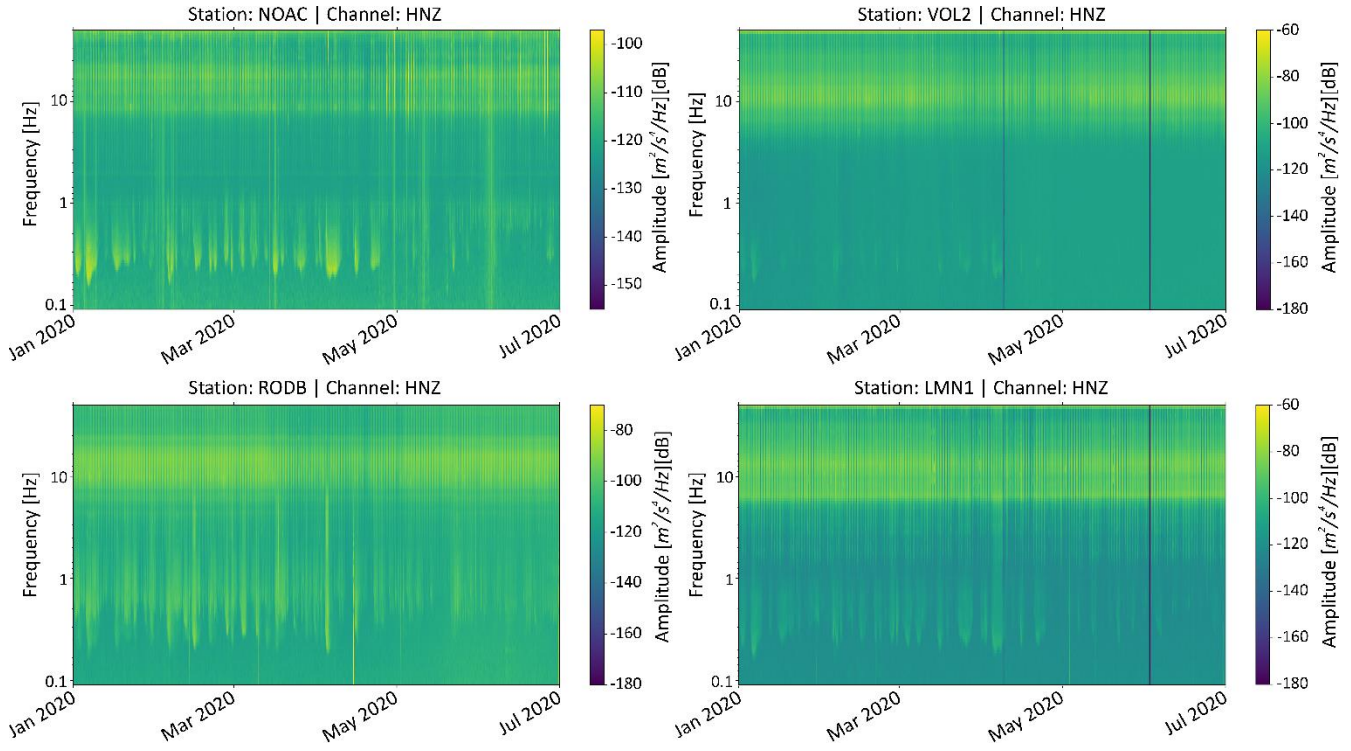 Station: NOAC | Channel: HNZ
Frequency [Hz]
10
1
0.1
Jan 2020
Mar 2020
May 2020
Jul 2020
-100
-110
-120
-130
-140
-150
Amplitude [m²/s⁴/Hz][dB]
Station: VOL2 | Channel: HNZ
Frequency [Hz]
10
1
0.1
Jan 2020
Mar 2020
May 2020
Jul 2020
-60
-80
-100
-120
-140
-160
-180
Amplitude [m²/s⁴/Hz][dB]
Station: RODB | Channel: HNZ
Frequency [Hz]
10
1
0.1
Jan 2020
Mar 2020
May 2020
Jul 2020
-80
-100
-120
-140
-160
-180
Amplitude [m²/s⁴/Hz][dB]
Station: LMN1 | Channel: HNZ
Frequency [Hz]
10
1
0.1
Jan 2020
Mar 2020
May 2020
Jul 2020
-60
-80
-100
-120
-140
-160
-180
Amplitude [m²/s⁴/Hz][dB]